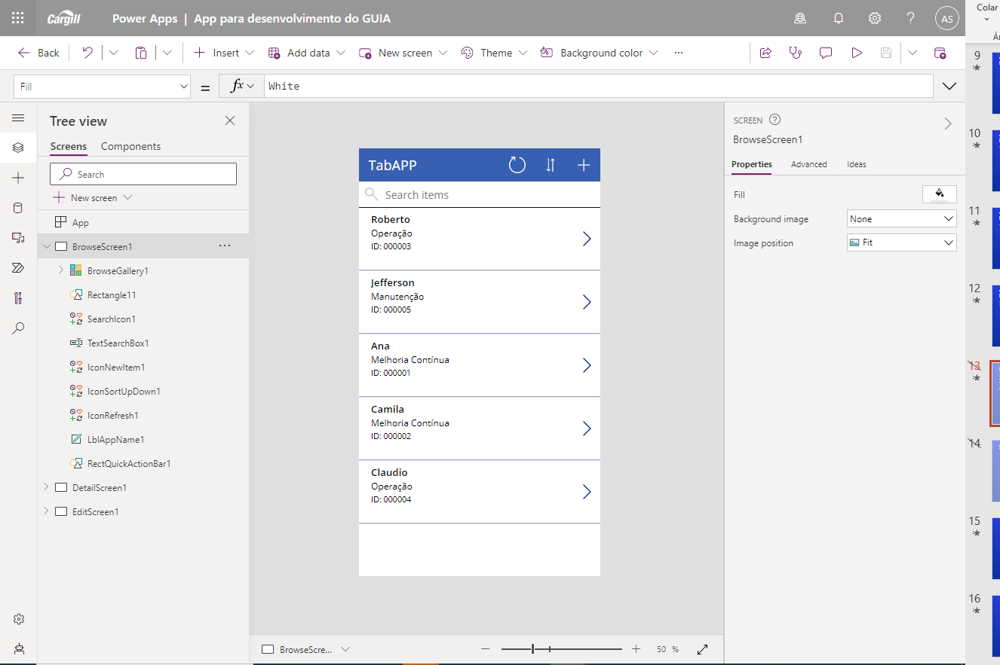 Cargill
Power Apps | App para desenvolvimento do GUIA
AS
Colar
Back
Insert
Add data
New screen
Theme
Background color
...
Fill
=
fx
White
Tree view
Screens
Components
Search
New screen
App
BrowseScreen1
...
BrowseGallery1
Rectangle11
SearchIcon1
TextSearchBox1
IconNewItem1
IconSortUpDown1
IconRefresh1
LblAppName1
RectQuickActionBar1
DetailScreen1
EditScreen1
TabAPP
Search items
Roberto
Operação
ID: 000003
Jefferson
Manutenção
ID: 000005
Ana
Melhoria Contínua
ID: 000001
Camila
Melhoria Contínua
ID: 000002
Claudio
Operação
ID: 000004
BrowseScre...
50 %
SCREEN
BrowseScreen1
Properties
Advanced
Ideas
Fill
Background image
None
Image position
Fit
9
10
11
12
13
14
15
16